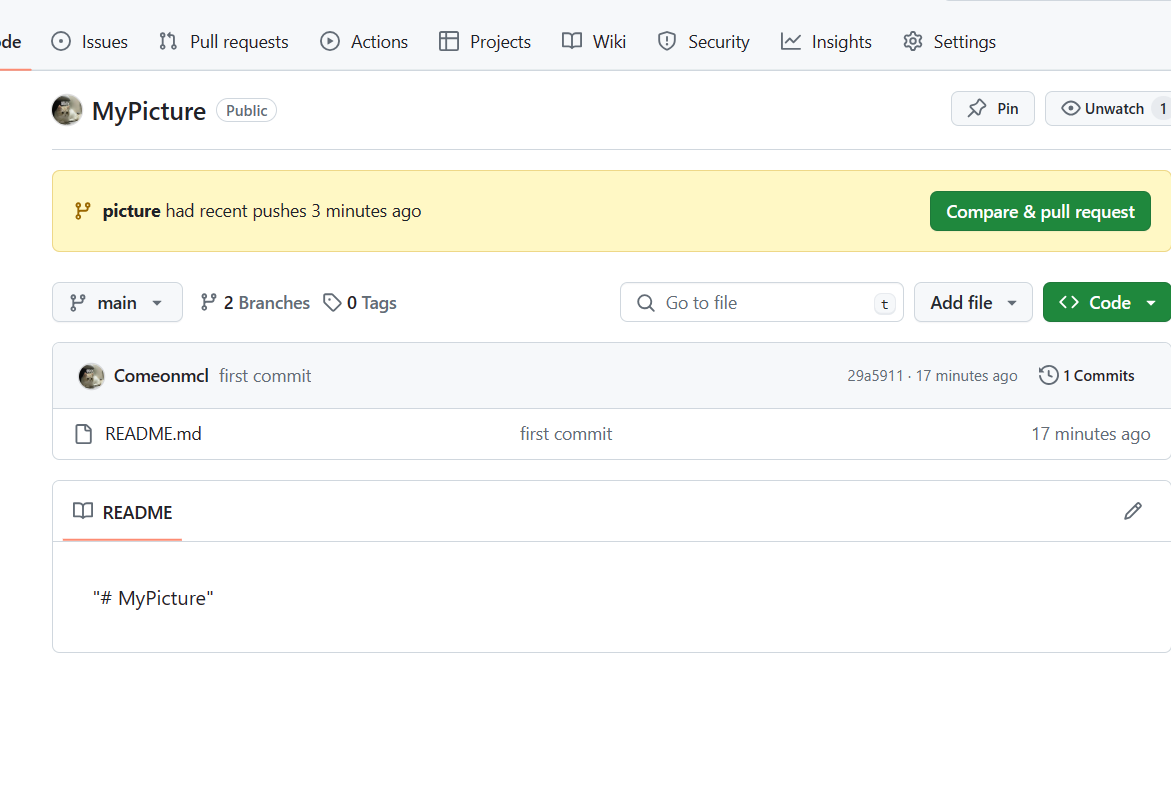 ode Issues Pull requests Actions Projects Wiki Security Insights Settings
MyPicture Public Pin Unwatch 1
picture had recent pushes 3 minutes ago Compare & pull request
main 2 Branches 0 Tags Go to file t Add file Code
Comeonmcl first commit 29a5911 · 17 minutes ago 1 Commits
README.md first commit 17 minutes ago
README
"# MyPicture"